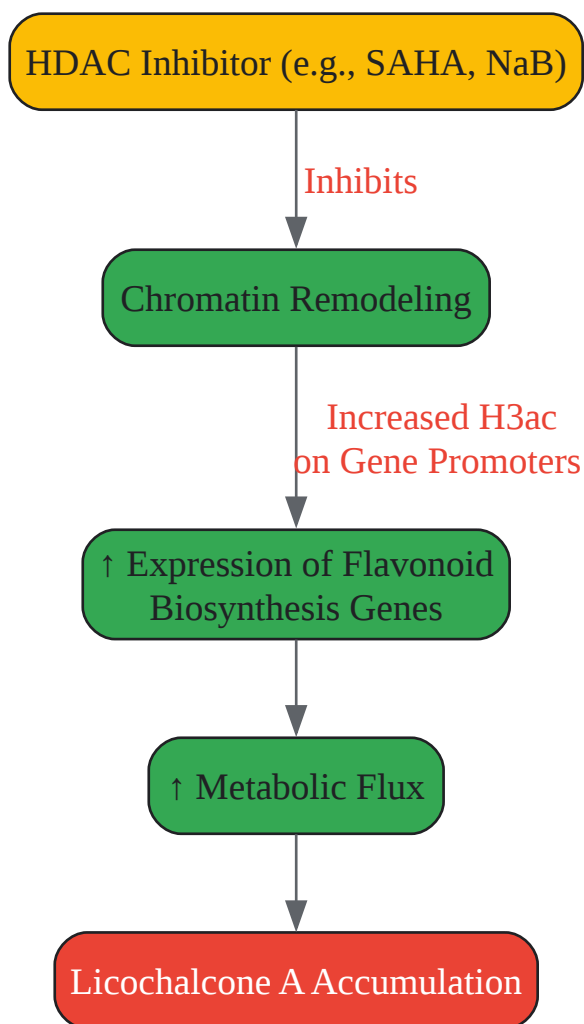 HDAC Inhibitor (e.g., SAHA, NaB)
Inhibits
Chromatin Remodeling
Increased H3ac
on Gene Promoters
↑ Expression of Flavonoid
Biosynthesis Genes
↑ Metabolic Flux
Licochalcone A Accumulation